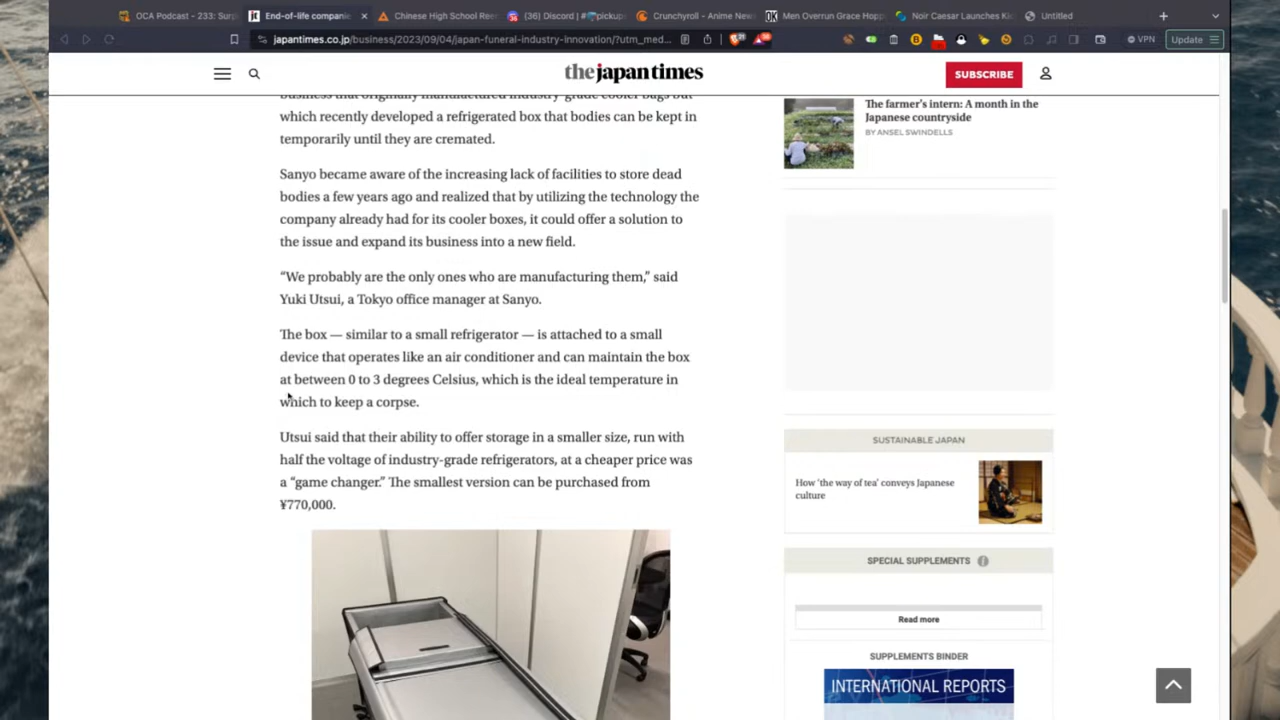 OCA Podcast - 233: Surp
End-of-life companie
Chinese High School Ree
(36) Discord | #🛻pickup
Crunchyroll - Anime New
Men Overrun Grace Hopp
Noir Caesar Launches Ki
Untitled
japantimes.co.jp/business/2023/09/04/japan-funeral-industry-innovation/?utm_med...
VPN
Update
the japan times
SUBSCRIBE
business that originally manufactured industry-grade cooler bags but
which recently developed a refrigerated box that bodies can be kept in
temporarily until they are cremated.
Sanyo became aware of the increasing lack of facilities to store dead
bodies a few years ago and realized that by utilizing the technology the
company already had for its cooler boxes, it could offer a solution to
the issue and expand its business into a new field.
“We probably are the only ones who are manufacturing them,” said
Yuki Utsui, a Tokyo office manager at Sanyo.
The box — similar to a small refrigerator — is attached to a small
device that operates like an air conditioner and can maintain the box
at between 0 to 3 degrees Celsius, which is the ideal temperature in
which to keep a corpse.
Utsui said that their ability to offer storage in a smaller size, run with
half the voltage of industry-grade refrigerators, at a cheaper price was
a “game changer.” The smallest version can be purchased from
¥770,000.
The farmer's intern: A month in the
Japanese countryside
BY ANSEL SWINDELLS
SUSTAINABLE JAPAN
How ‘the way of tea’ conveys Japanese
culture
SPECIAL SUPPLEMENTS
Read more
SUPPLEMENTS BINDER
INTERNATIONAL REPORTS